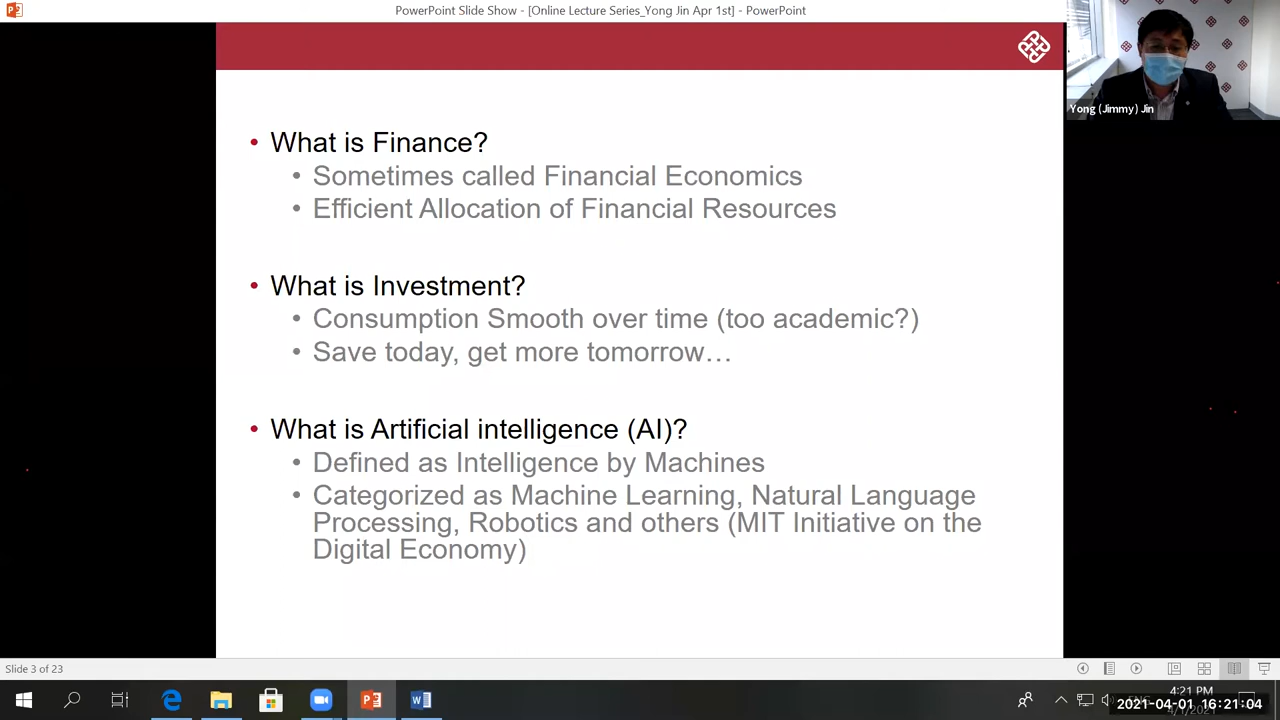 PowerPoint Slide Show - [Online Lecture Series_Yong Jin Apr 1st] - PowerPoint
Yong (Jimmy) Jin
• What is Finance?
• Sometimes called Financial Economics
• Efficient Allocation of Financial Resources
• What is Investment?
• Consumption Smooth over time (too academic?)
• Save today, get more tomorrow…
• What is Artificial intelligence (AI)?
• Defined as Intelligence by Machines
• Categorized as Machine Learning, Natural Language
Processing, Robotics and others (MIT Initiative on the
Digital Economy)
Slide 3 of 23
4:21 PM
2021-04-01 16:21:04